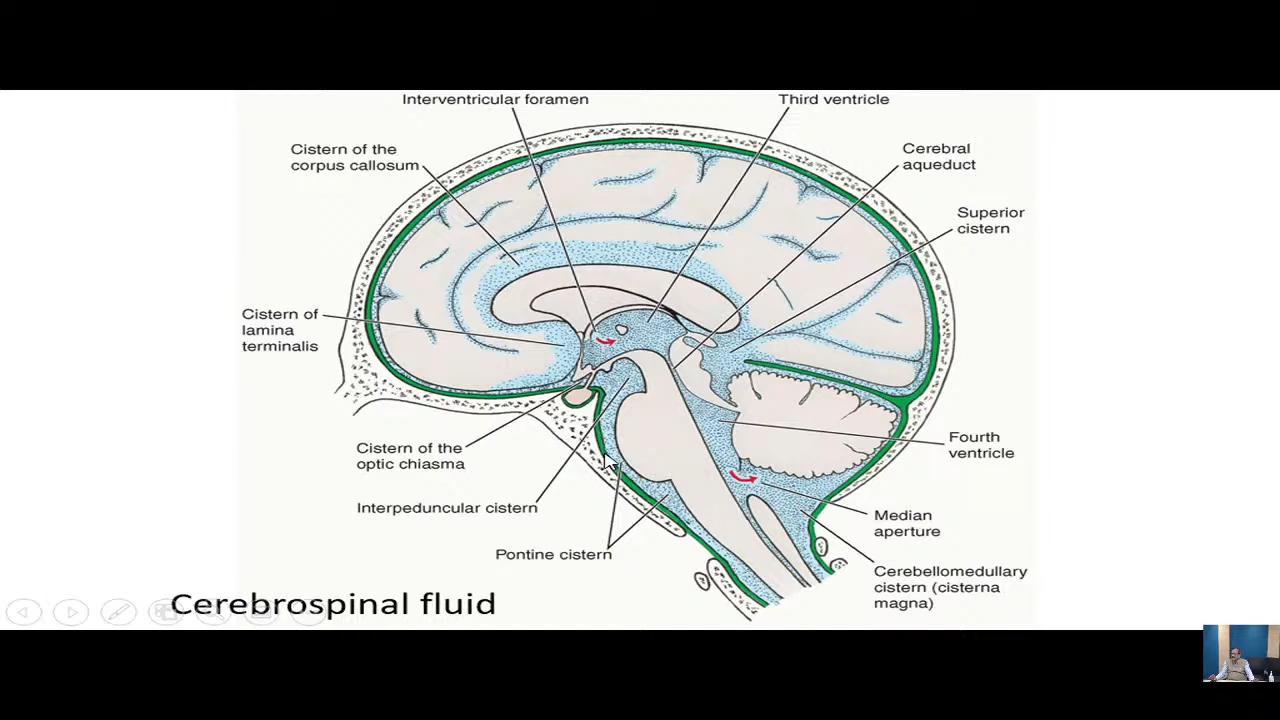 Interventricular foramen
Third ventricle
Cistern of the
corpus callosum
Cerebral
aqueduct
Superior
cistern
Cistern of
lamina
terminalis
Cistern of the
optic chiasma
Fourth
ventricle
Interpeduncular cistern
Median
aperture
Pontine cistern
Cerebellomedullary
cistern (cisterna
magna)
Cerebrospinal fluid